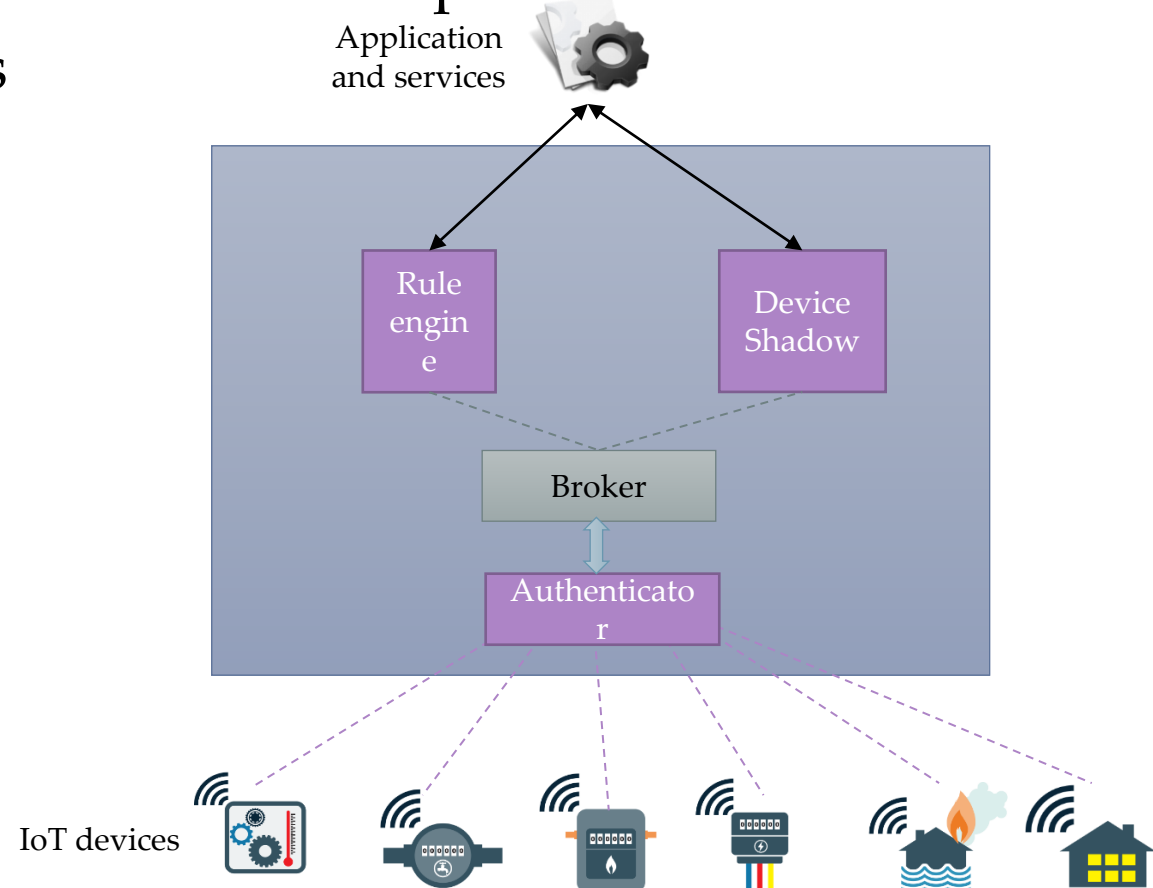 s
Application
and services
Rule
engin
e
Device
Shadow
Broker
Authenticato
r
IoT devices